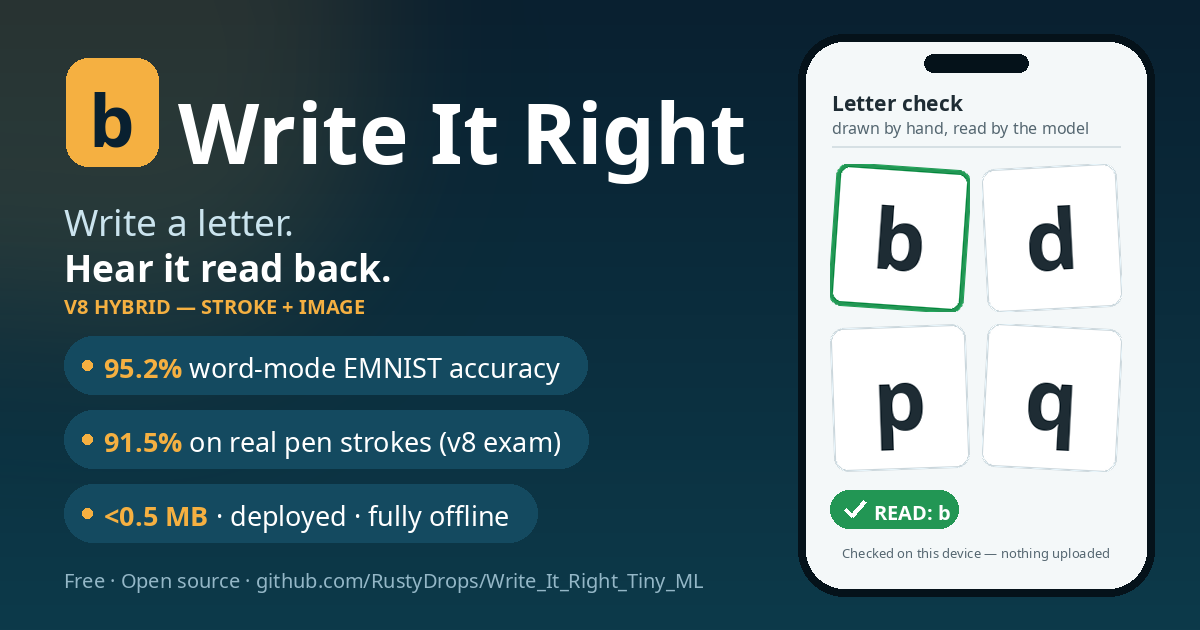 b Write It Right
Write a letter.
Hear it read back.
V8 HYBRID — STROKE + IMAGE
95.2% word-mode EMNIST accuracy
91.5% on real pen strokes (v8 exam)
<0.5 MB · deployed · fully offline
Free · Open source · github.com/RustyDrops/Write_It_Right_Tiny_ML
Letter check
drawn by hand, read by the model
b d
p q
READ: b
Checked on this device — nothing uploaded